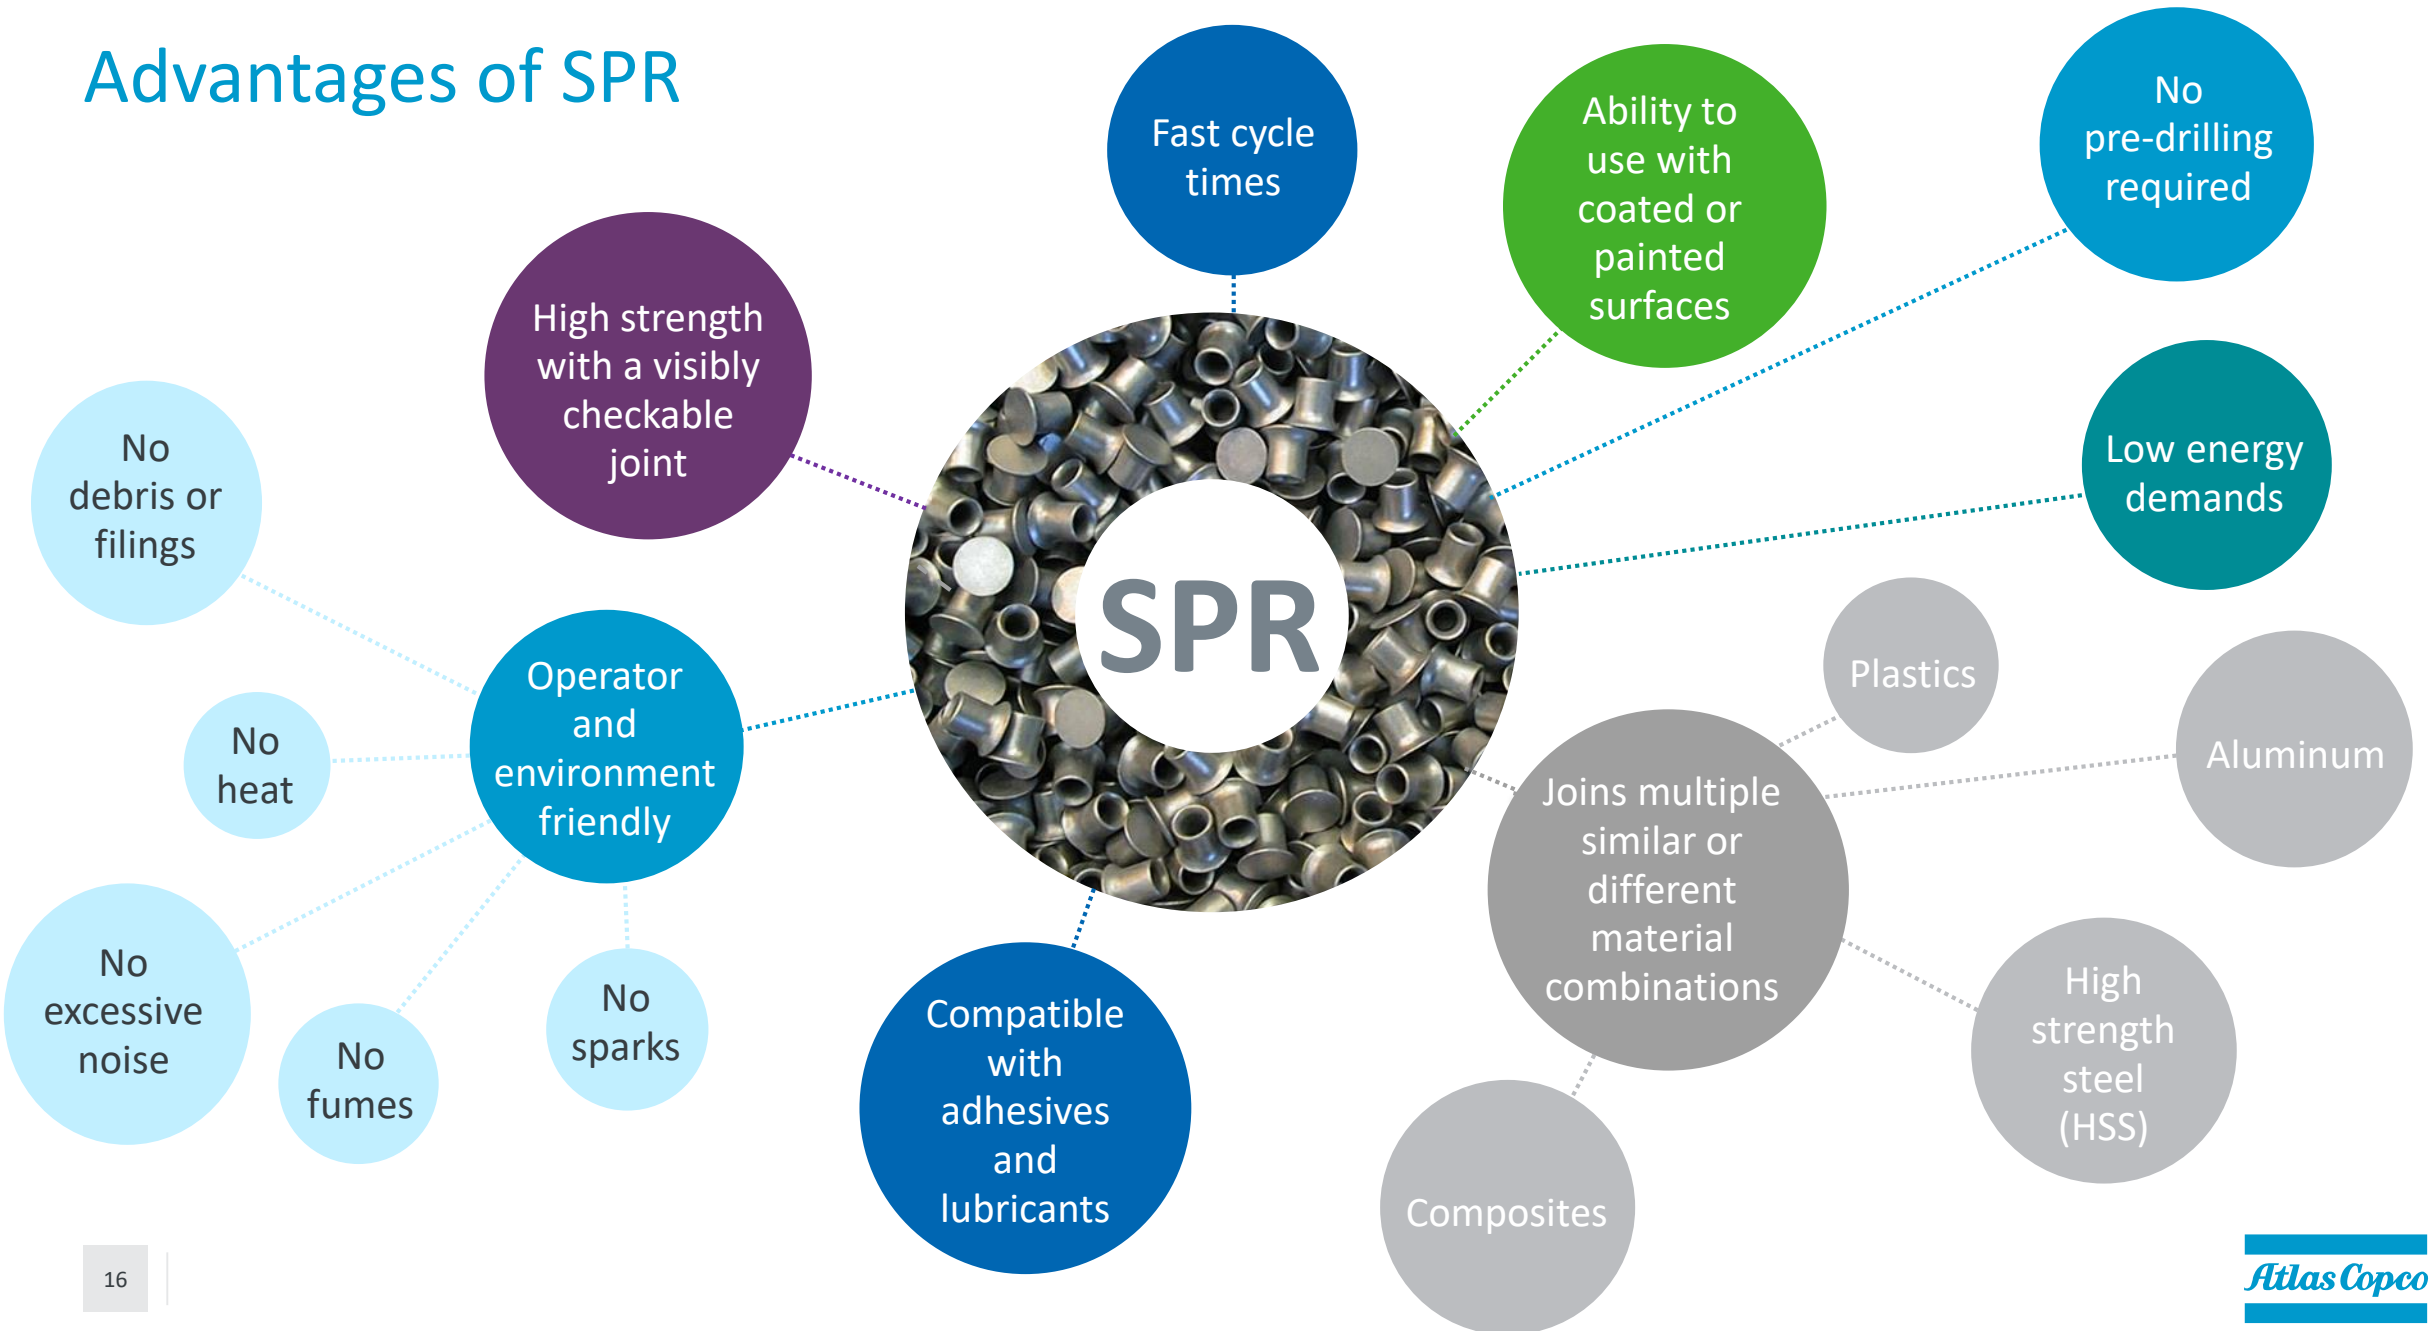 Advantages of SPR
Fast cycle
times
Ability to
use with
coated or
painted
surfaces
No
pre-drilling
required
High strength
with a visibly
checkable
joint
Low energy
demands
No
debris or
filings
SPR
Operator
and
environment
friendly
No
heat
No
excessive
noise
No
fumes
No
sparks
Compatible
with
adhesives
and
lubricants
Joins multiple
similar or
different
material
combinations
Plastics
Aluminum
High
strength
steel
(HSS)
Composites
16
Atlas Copco